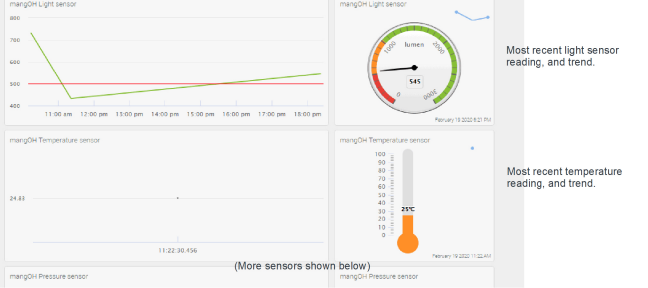 mangOH Light sensor
800
700
600
500
400
11:00 am 12:00 pm 13:00 pm 14:00 pm 15:00 pm 16:00 pm 17:00 pm 18:00 pm
mangOH Light sensor
lumen
0
1000
2000
3000
545
February 19 2020 6:21 PM
Most recent light sensor
reading, and trend.
mangOH Temperature sensor
24.83
11:22:30.456
mangOH Temperature sensor
100
90
80
70
60
50
40
30
20
10
0
25°C
February 19 2020 11:22 AM
Most recent temperature
reading, and trend.
(More sensors shown below)
mangOH Pressure sensor
mangOH Pressure sensor